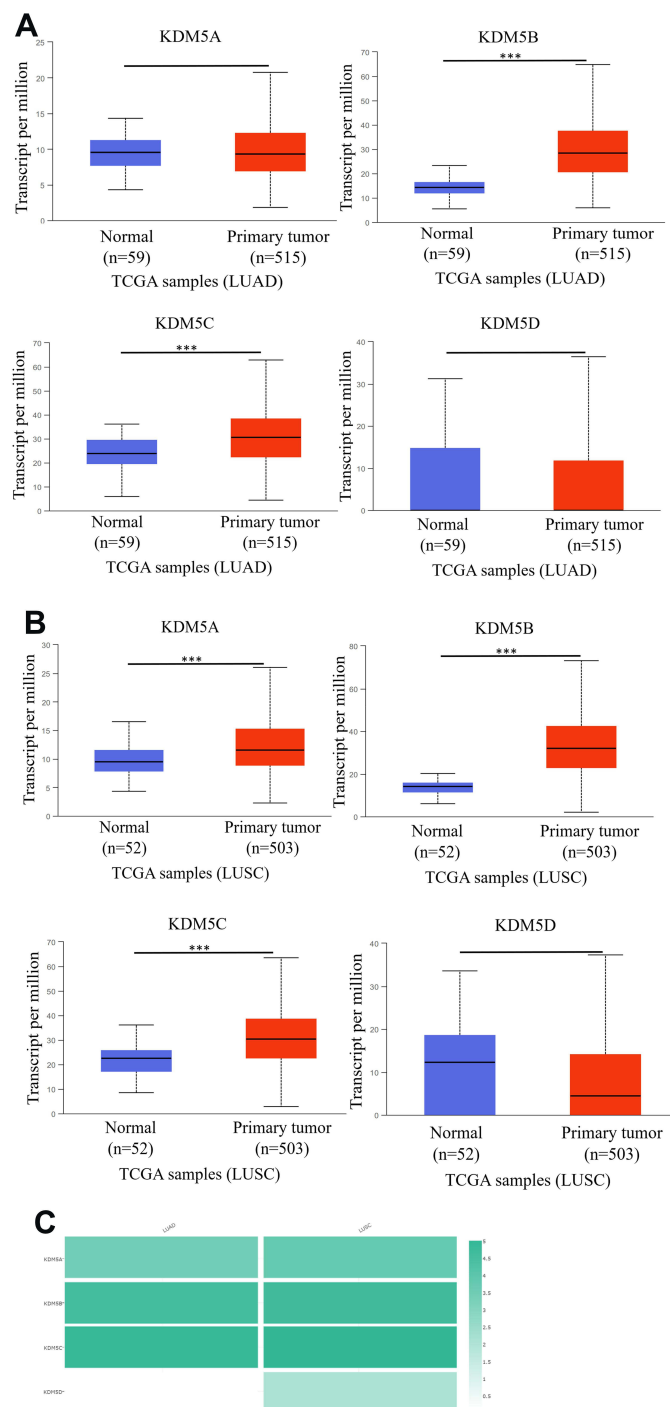 A
KDM5A
Transcript per million
25
20
15
10
5
0
Normal
(n=59)
Primary tumor
(n=515)
TCGA samples (LUAD)
KDM5B
***
Transcript per million
70
60
50
40
30
20
10
0
Normal
(n=59)
Primary tumor
(n=515)
TCGA samples (LUAD)
KDM5C
***
Transcript per million
70
60
50
40
30
20
10
0
Normal
(n=59)
Primary tumor
(n=515)
TCGA samples (LUAD)
KDM5D
Transcript per million
40
30
20
10
0
Normal
(n=59)
Primary tumor
(n=515)
TCGA samples (LUAD)
B
KDM5A
***
Transcript per million
30
25
20
15
10
5
0
Normal
(n=52)
Primary tumor
(n=503)
TCGA samples (LUSC)
KDM5B
***
Transcript per million
80
60
40
20
0
Normal
(n=52)
Primary tumor
(n=503)
TCGA samples (LUSC)
KDM5C
***
Transcript per million
70
60
50
40
30
20
10
0
Normal
(n=52)
Primary tumor
(n=503)
TCGA samples (LUSC)
KDM5D
Transcript per million
40
30
20
10
0
Normal
(n=52)
Primary tumor
(n=503)
TCGA samples (LUSC)
C
LUAD
LUSC
KDM5A
KDM5B
KDM5C
KDM5D
5
4.5
4
3.5
3
2.5
2
1.5
1
0.5